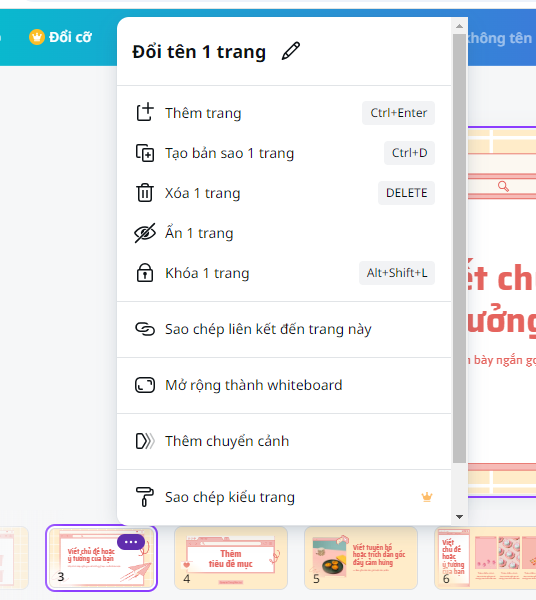 Đổi cỡ
không tên
Đổi tên 1 trang
Thêm trang
Ctrl+Enter
Tạo bản sao 1 trang
Ctrl+D
Xóa 1 trang
DELETE
Ẩn 1 trang
Khóa 1 trang
Alt+Shift+L
Sao chép liên kết đến trang này
Mở rộng thành whiteboard
Thêm chuyển cảnh
Sao chép kiểu trang
bày ngắn
Viết chủ đề hoặc
ý tưởng của bạn
3
Thêm
tiêu đề mục
4
Viết tuyên bố
hoặc trích dẫn gốc
đầy cảm hứng
5
Viết
chủ đề
hoặc
ý tưởng
của bạn
6